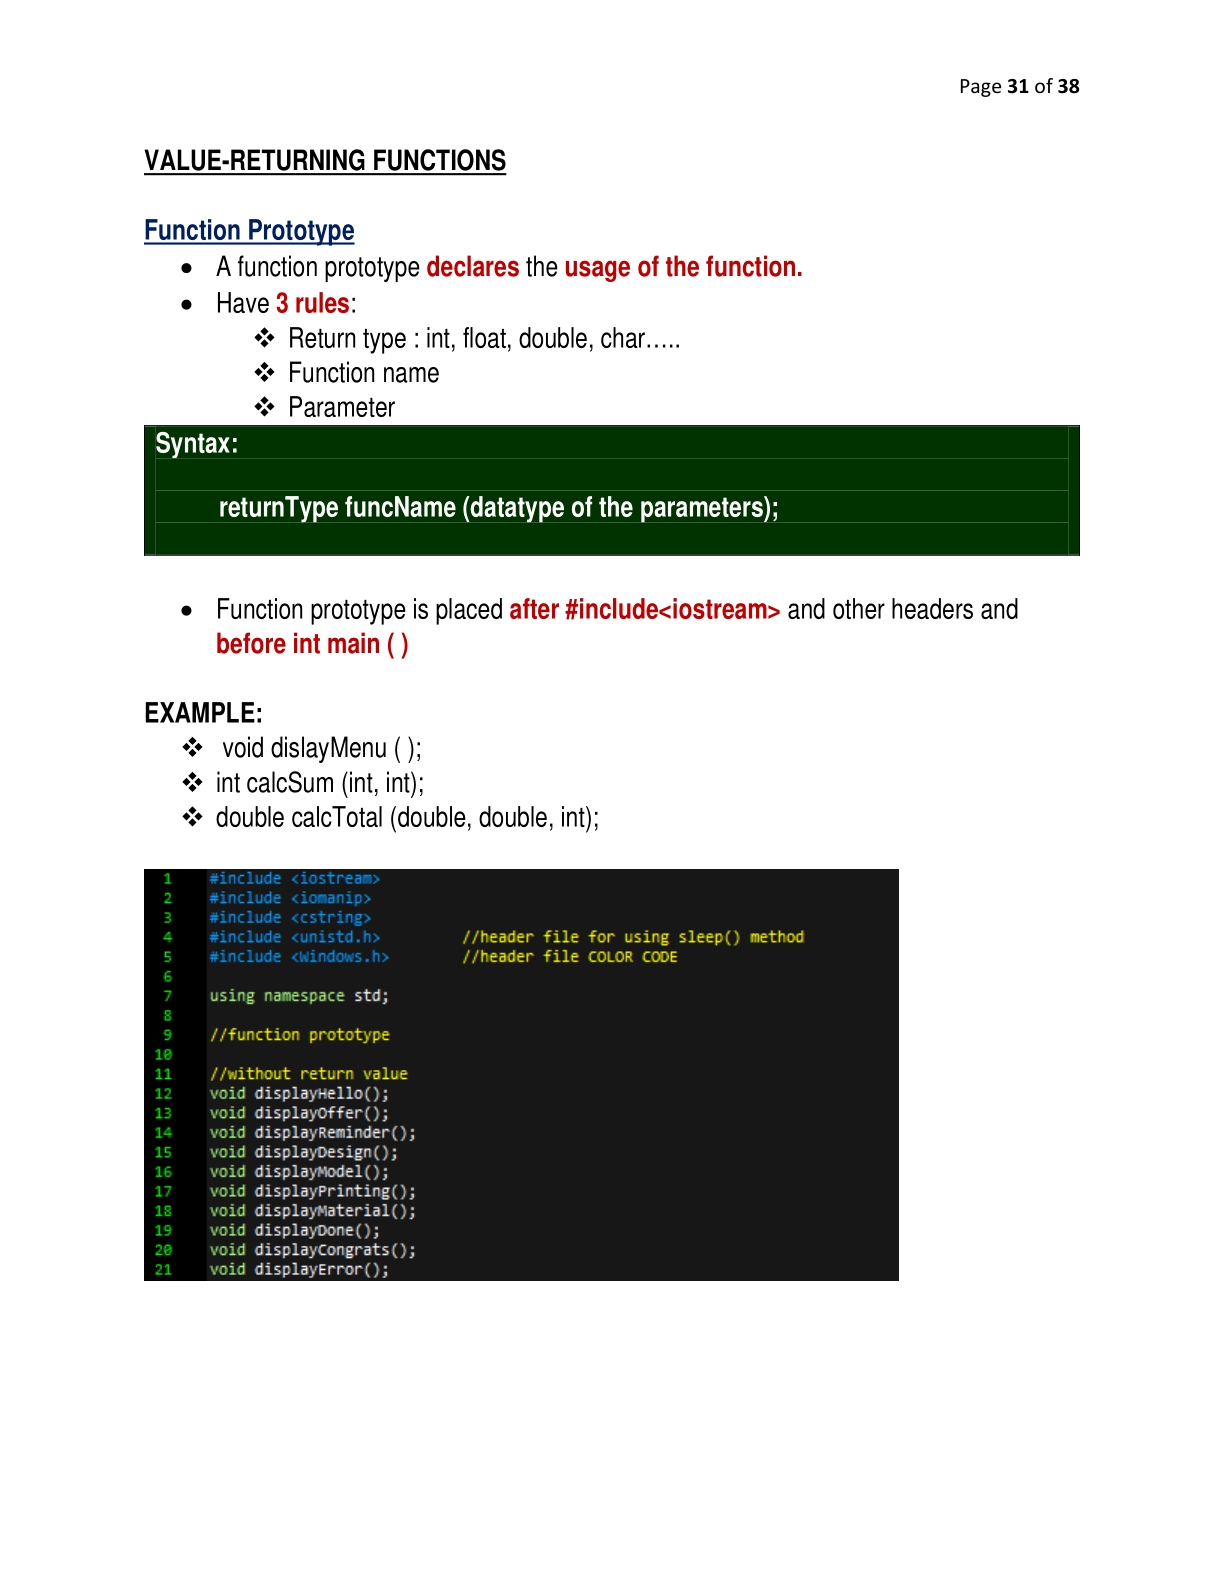 Page 31 of 38
VALUE-RETURNING FUNCTIONS
Function Prototype
• A function prototype declares the usage of the function.
• Have 3 rules:
❖ Return type : int, float, double, char…..
❖ Function name
❖ Parameter
Syntax:
returnType funcName (datatype of the parameters);
• Function prototype is placed after #include<iostream> and other headers and
before int main ( )
EXAMPLE:
❖ void dislayMenu ( );
❖ int calcSum (int, int);
❖ double calcTotal (double, double, int);
1 #include <iostream>
2 #include <iomanip>
3 #include <cstring>
4 #include <unistd.h> //header file for using sleep() method
5 #include <Windows.h> //header file COLOR CODE
6
7 using namespace std;
8
9 //function prototype
10
11 //without return value
12 void displayHello();
13 void displayOffer();
14 void displayReminder();
15 void displayDesign();
16 void displayModel();
17 void displayPrinting();
18 void displayMaterial();
19 void displayDone();
20 void displayCongrats();
21 void displayError();